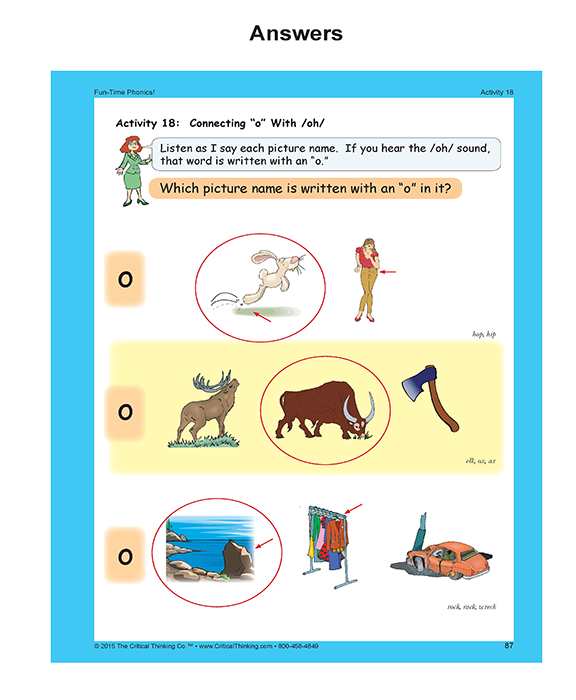 Answers
Fun-Time Phonics! Activity 18
Activity 18: Connecting “o” With /oh/
Listen as I say each picture name. If you hear the /oh/ sound,
that word is written with an “o.”
Which picture name is written with an “o” in it?
o
hop, hip
o
elk, ox, ax
o
rock, rack, wreck
© 2015 The Critical Thinking Co.™ • www.CriticalThinking.com • 800-458-4849 87